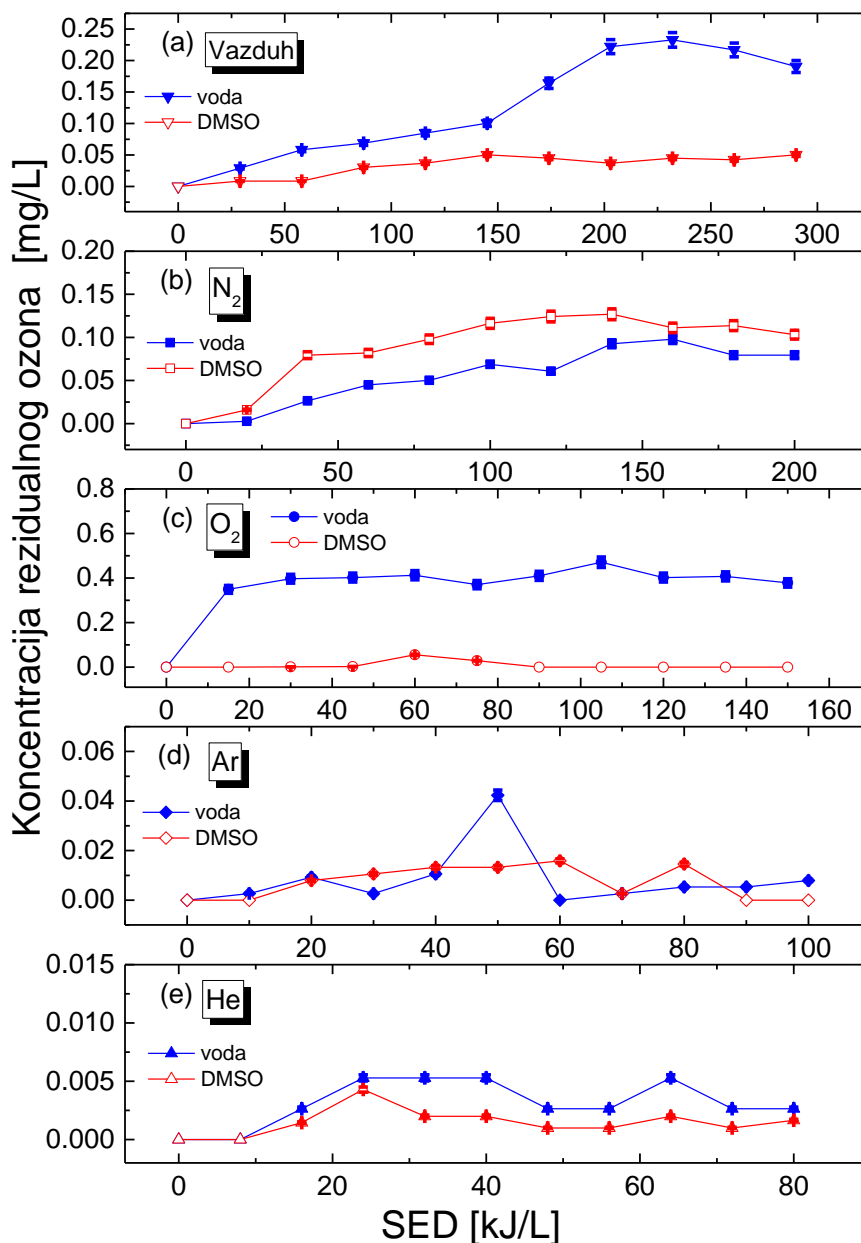 Koncentracija rezidualnog ozona [mg/L]
(a) Vazduh
voda
DMSO
0.25
0.20
0.15
0.10
0.05
0.00
0 50 100 150 200 250 300
(b) N2
voda
DMSO
0.20
0.15
0.10
0.05
0.00
0 50 100 150 200
(c) O2
voda
DMSO
0.8
0.6
0.4
0.2
0.0
0 20 40 60 80 100 120 140 160
(d) Ar
voda
DMSO
0.06
0.04
0.02
0.00
0 20 40 60 80 100
(e) He
voda
DMSO
0.015
0.010
0.005
0.000
0 20 40 60 80
SED [kJ/L]